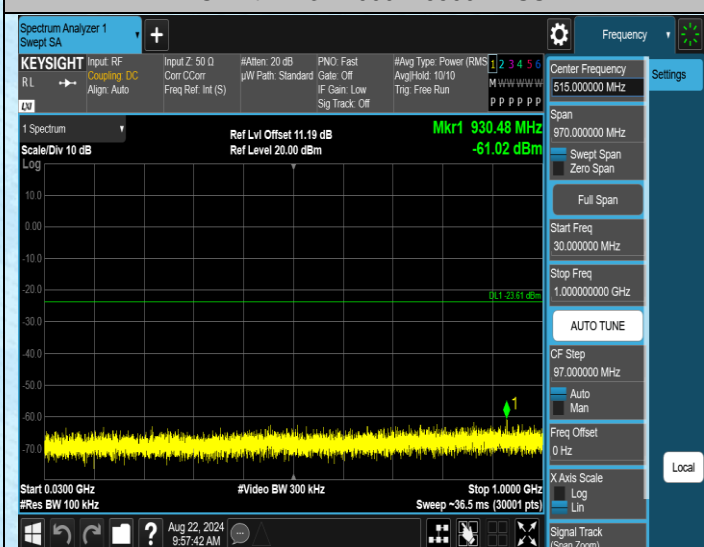 Spectrum Analyzer 1
Swept SA
Frequency
KEYSIGHT
RL
LXI
Input: RF
Coupling: DC
Align: Auto
Input Z: 50 Ω
Corr CCorr
Freq Ref: Int (S)
#Atten: 20 dB
µW Path: Standard
PNO: Fast
Gate: Off
IF Gain: Low
Sig Track: Off
#Avg Type: Power (RMS
Avg|Hold: 10/10
Trig: Free Run
1 2 3 4 5 6
M W W W W W
P P P P P P
1 Spectrum
Scale/Div 10 dB
Log
Ref Lvl Offset 11.19 dB
Ref Level 20.00 dBm
Mkr1 930.48 MHz
-61.02 dBm
10.0
0.00
-10.0
-20.0
DL1 -23.61 dBm
-30.0
-40.0
-50.0
1
-60.0
-70.0
Start 0.0300 GHz
#Res BW 100 kHz
#Video BW 300 kHz
Stop 1.0000 GHz
Sweep ~36.5 ms (30001 pts)
Aug 22, 2024
9:57:42 AM
Center Frequency
515.000000 MHz
Span
970.000000 MHz
Swept Span
Zero Span
Full Span
Start Freq
30.000000 MHz
Stop Freq
1.000000000 GHz
AUTO TUNE
CF Step
97.000000 MHz
Auto
Man
Freq Offset
0 Hz
X Axis Scale
Log
Lin
Signal Track
(Span Zoom)
Settings
Local